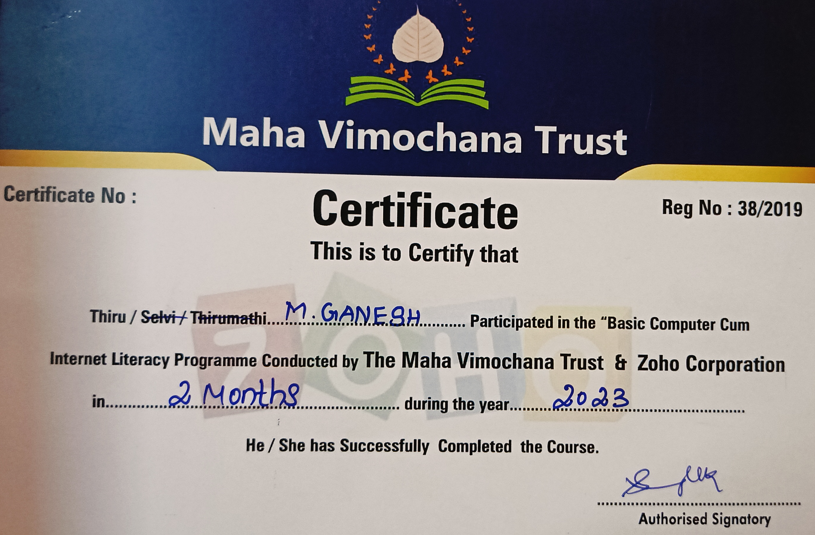 Maha Vimochana Trust
Certificate No :
Certificate
Reg No : 38/2019
This is to Certify that
Thiru / Selvi / Thirumathi...M. GANESH............ Participated in the "Basic Computer Cum
Internet Literacy Programme Conducted by The Maha Vimochana Trust & Zoho Corporation
in............2 Months.................... during the year.........2023.......................
He / She has Successfully Completed the Course.
Authorised Signatory
ZOHO